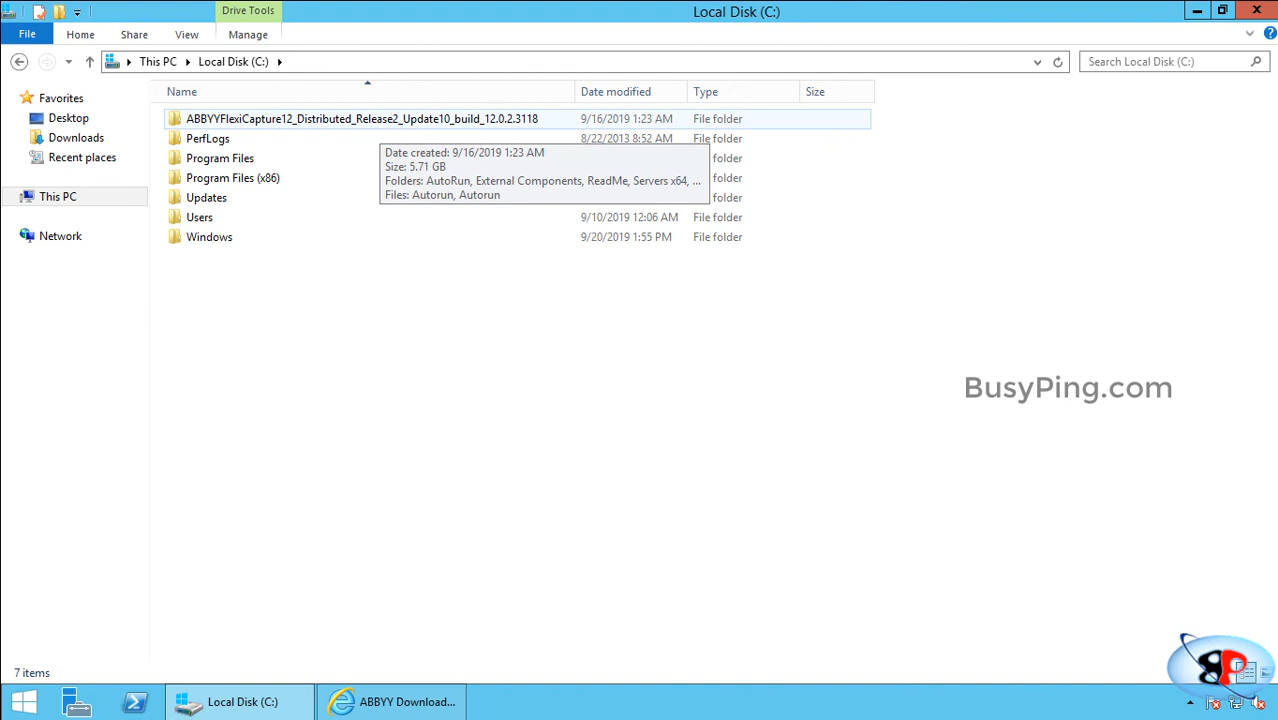 Drive Tools
Local Disk (C:)
File Home Share View Manage
This PC Local Disk (C:)
Search Local Disk (C:)
Name Date modified Type Size
Favorites
Desktop
Downloads
Recent places
This PC
Network
ABBYYFlexiCapture12_Distributed_Release2_Update10_build_12.0.2.3118 9/16/2019 1:23 AM File folder
PerfLogs 8/22/2013 8:52 AM File folder
Program Files folder
Program Files (x86) folder
Updates folder
Users 9/10/2019 12:06 AM File folder
Windows 9/20/2019 1:55 PM File folder
Date created: 9/16/2019 1:23 AM
Size: 5.71 GB
Folders: AutoRun, External Components, ReadMe, Servers x64, ...
Files: Autorun, Autorun
BusyPing.com
BP
7 items
Local Disk (C:)
ABBYY Download...